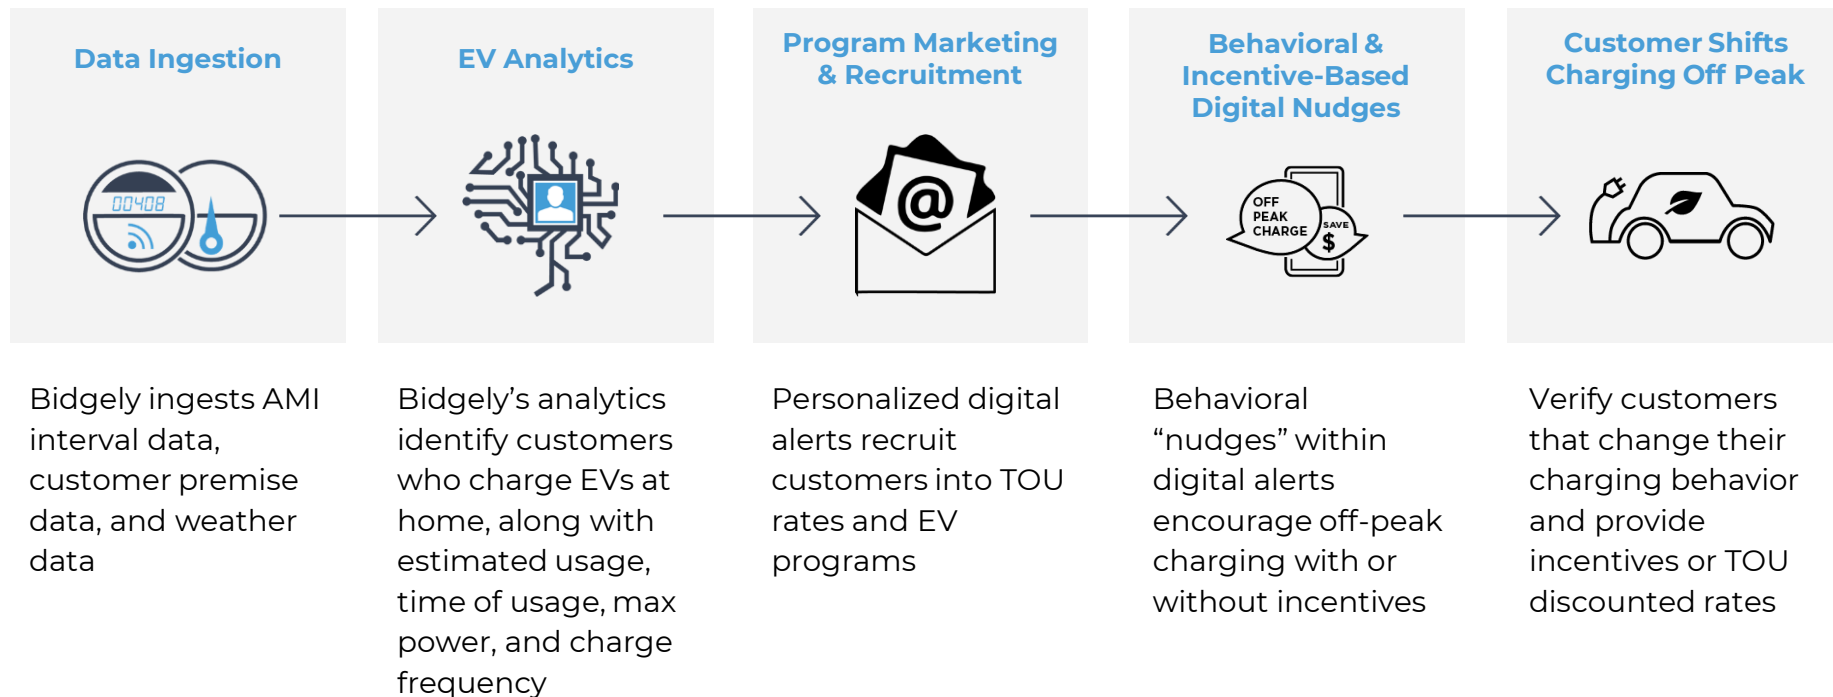 Data Ingestion
EV Analytics
Program Marketing
& Recruitment
Behavioral &
Incentive-Based
Digital Nudges
Customer Shifts
Charging Off Peak
00408
@
OFF
PEAK
CHARGE
SAVE
$
Bidgely ingests AMI
interval data,
customer premise
data, and weather
data
Bidgely’s analytics
identify customers
who charge EVs at
home, along with
estimated usage,
time of usage, max
power, and charge
frequency
Personalized digital
alerts recruit
customers into TOU
rates and EV
programs
Behavioral
“nudges” within
digital alerts
encourage off-peak
charging with or
without incentives
Verify customers
that change their
charging behavior
and provide
incentives or TOU
discounted rates